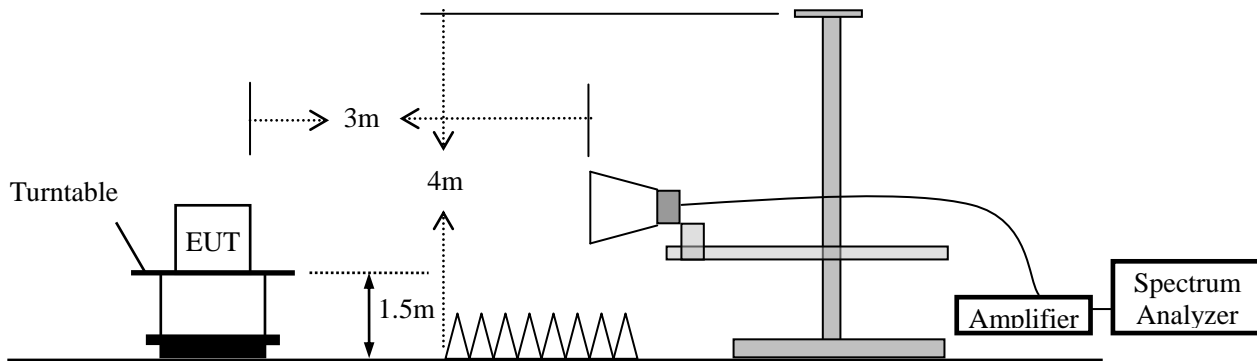 3m
4m
Turntable
EUT
1.5m
Amplifier
Spectrum
Analyzer